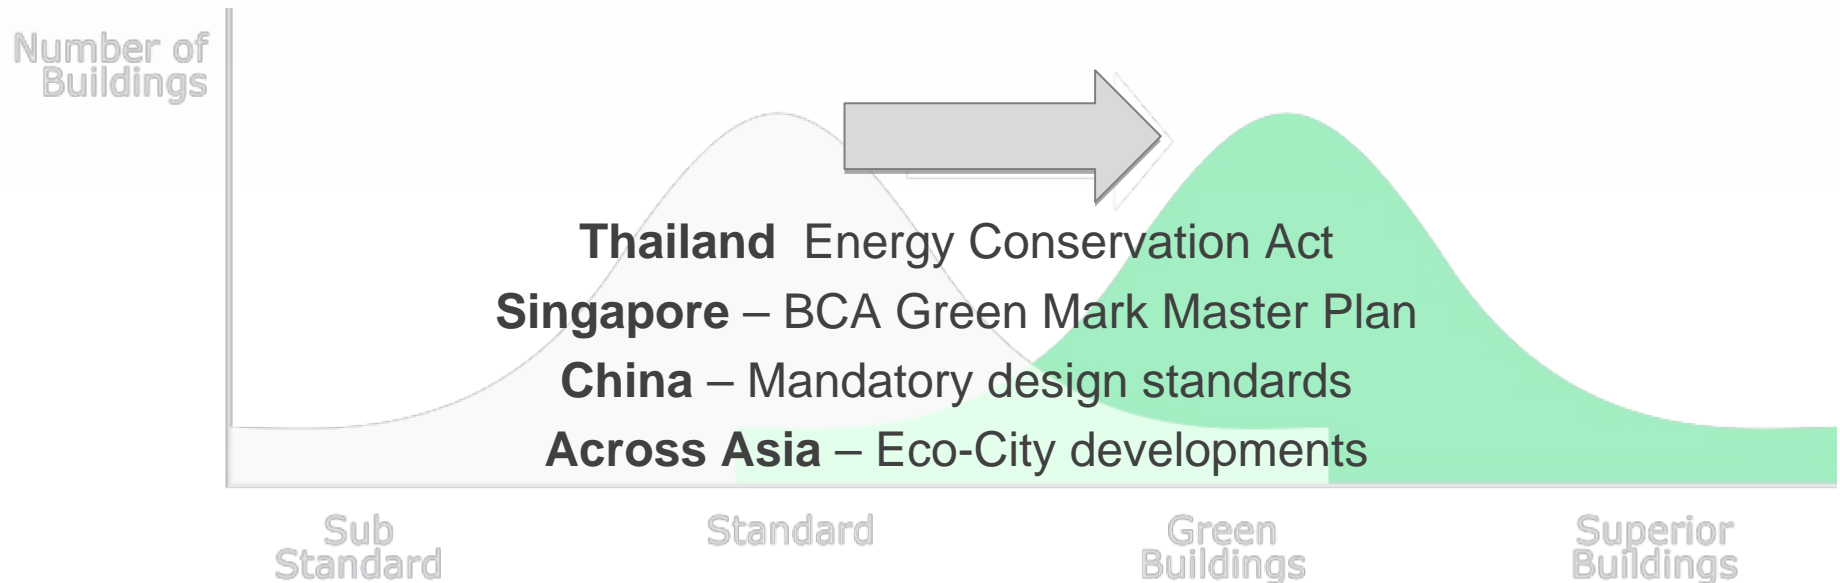 Number of
Buildings
Thailand Energy Conservation Act
Singapore – BCA Green Mark Master Plan
China – Mandatory design standards
Across Asia – Eco-City developments
Sub
Standard
Standard
Green
Buildings
Superior
Buildings